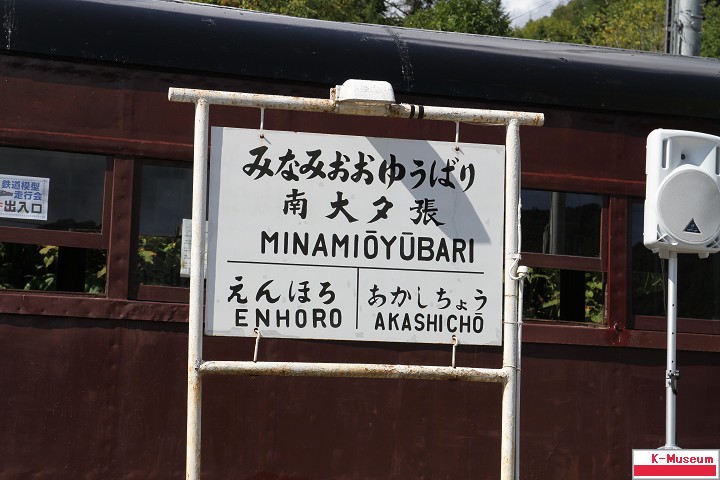 みなみおおゆうばり
南大夕張
MINAMIŌYŪBARI
えんほろ
ENHORO
あかしちょう
AKASHICHŌ
鉄道模型
走行会
出入口
K-Museum